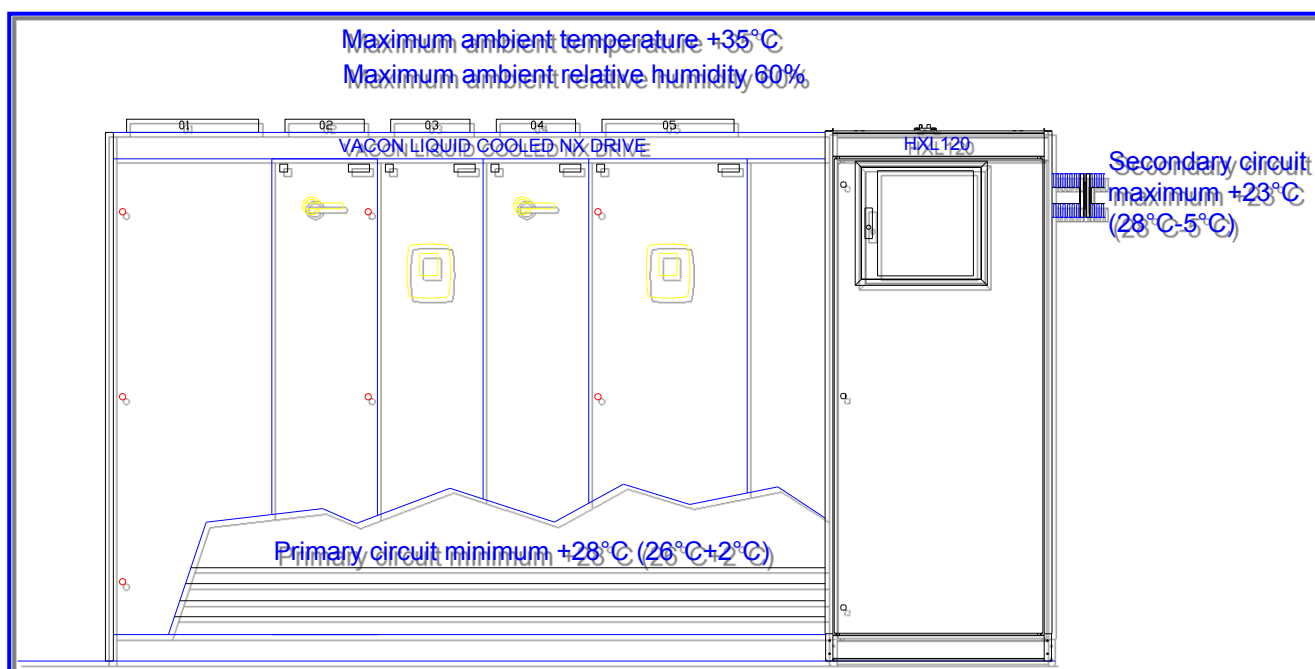 Maximum ambient temperature +35°C
Maximum ambient relative humidity 60%
01 02 03 04 05
VACON LIQUID COOLED NX DRIVE
HXL120
Secondary circuit
maximum +23°C
(28°C-5°C)
Primary circuit minimum +28°C (26°C+2°C)